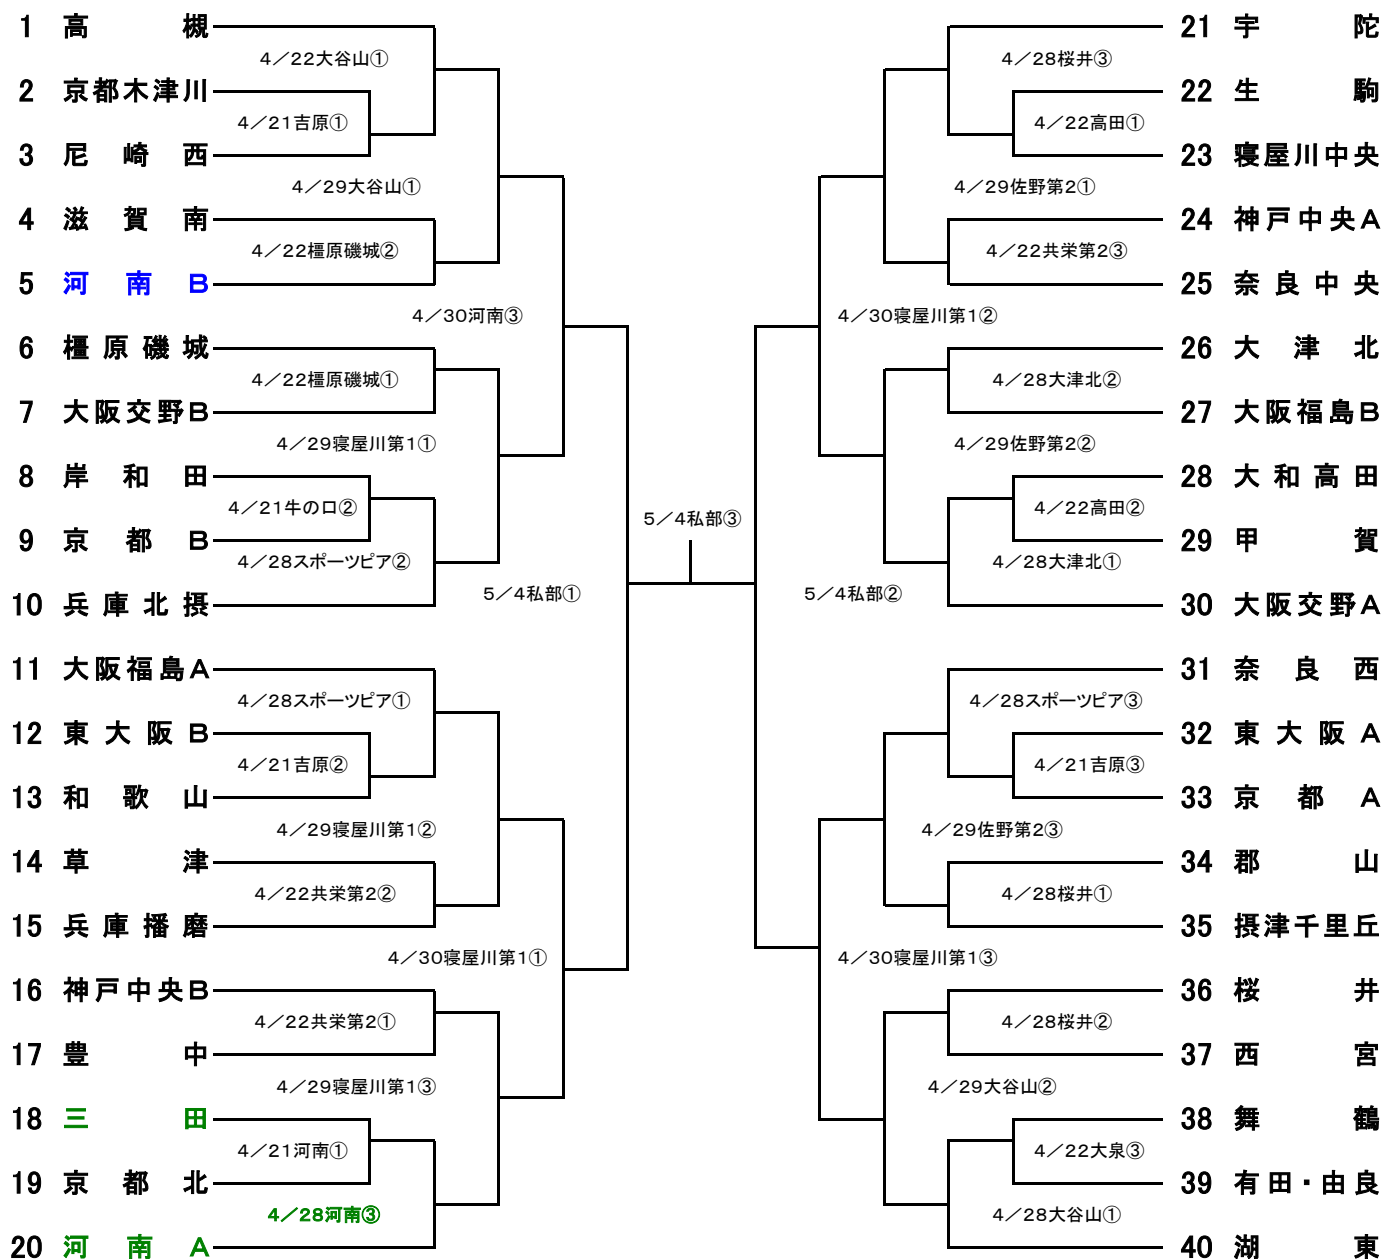 1 高槻
4／22大谷山①
2 京都木津川
4／21吉原①
3 尼崎西
4／29大谷山①
4 滋賀南
4／22橿原磯城②
5 河南B
4／30河南③
6 橿原磯城
4／22橿原磯城①
7 大阪交野B
4／29寝屋川第1①
8 岸和田
4／21牛の口②
9 京都B
4／28スポーツピア②
5／4私部①
10 兵庫北摂
11 大阪福島A
4／28スポーツピア①
12 東大阪B
4／21吉原②
13 和歌山
4／29寝屋川第1②
14 草津
4／22共栄第2②
15 兵庫播磨
4／30寝屋川第1①
16 神戸中央B
4／22共栄第2①
17 豊中
4／29寝屋川第1③
18 三田
4／21河南①
19 京都北
4／28河南③
20 河南A
5／4私部③
21 宇陀
4／28桜井③
22 生駒
4／22高田①
23 寝屋川中央
4／29佐野第2①
24 神戸中央A
4／22共栄第2③
25 奈良中央
4／30寝屋川第1②
26 大津北
4／28大津北②
27 大阪福島B
4／29佐野第2②
28 大和高田
4／22高田②
29 甲賀
4／28大津北①
5／4私部②
30 大阪交野A
31 奈良西
4／28スポーツピア③
32 東大阪A
4／21吉原③
33 京都A
4／29佐野第2③
34 郡山
4／28桜井①
35 摂津千里丘
4／30寝屋川第1③
36 桜井
4／28桜井②
37 西宮
4／29大谷山②
38 舞鶴
4／22大泉③
39 有田・由良
4／28大谷山①
40 湖東